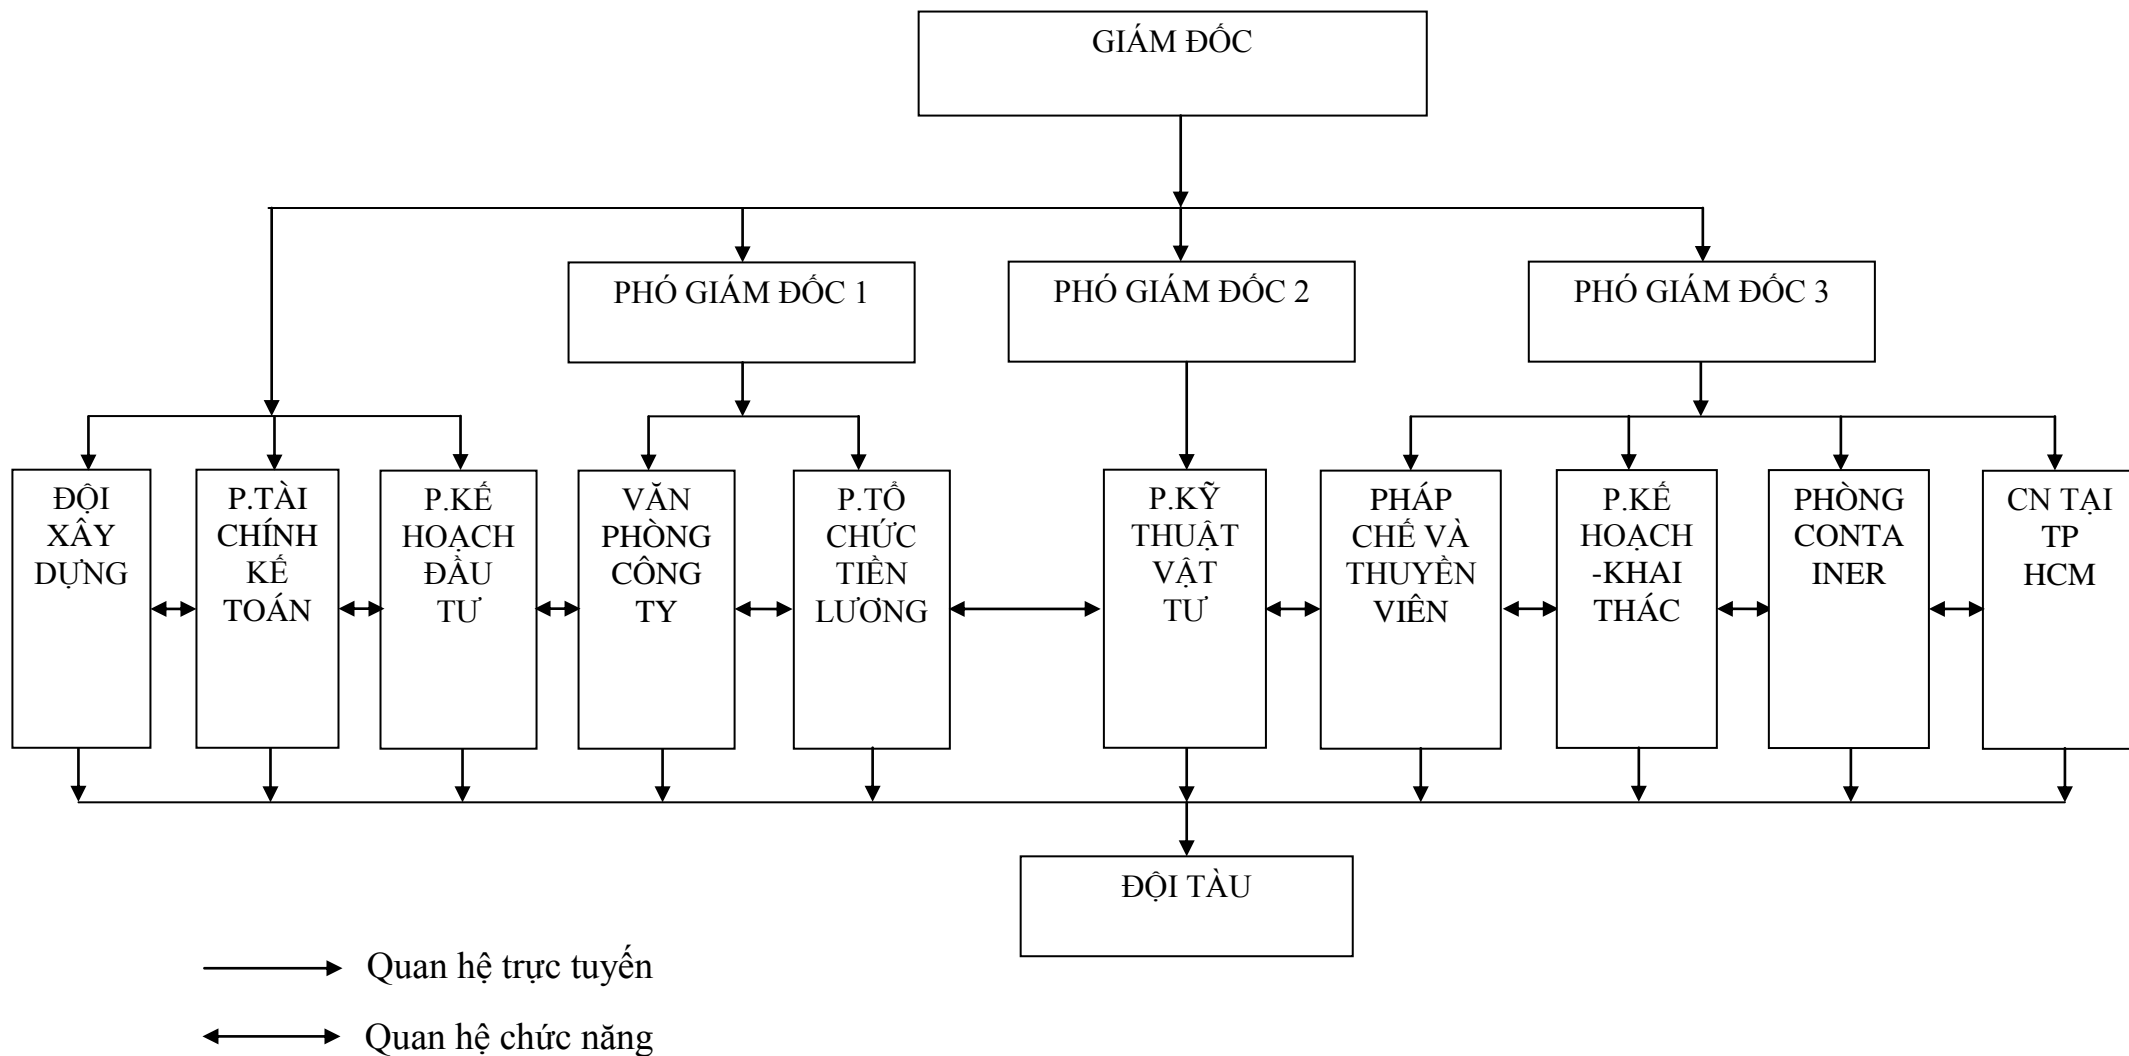 GIÁM ĐỐC
PHÓ GIÁM ĐỐC 1
PHÓ GIÁM ĐỐC 2
PHÓ GIÁM ĐỐC 3
ĐỘI
XÂY
DỰNG
P.TÀI
CHÍNH
KẾ
TOÁN
P.KẾ
HOẠCH
ĐẦU
TƯ
VĂN
PHÒNG
CÔNG
TY
P.TỔ
CHỨC
TIỀN
LƯƠNG
P.KỸ
THUẬT
VẬT
TƯ
PHÁP
CHẾ VÀ
THUYỀN
VIÊN
P.KẾ
HOẠCH
-KHAI
THÁC
PHÒNG
CONTA
INER
CN TẠI
TP
HCM
ĐỘI TÀU
Quan hệ trực tuyến
Quan hệ chức năng